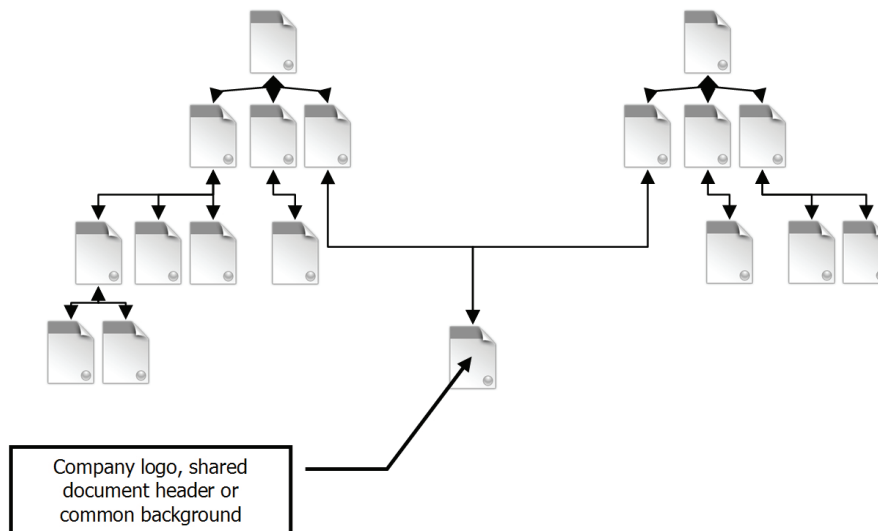 Company logo, shared
document header or
common background